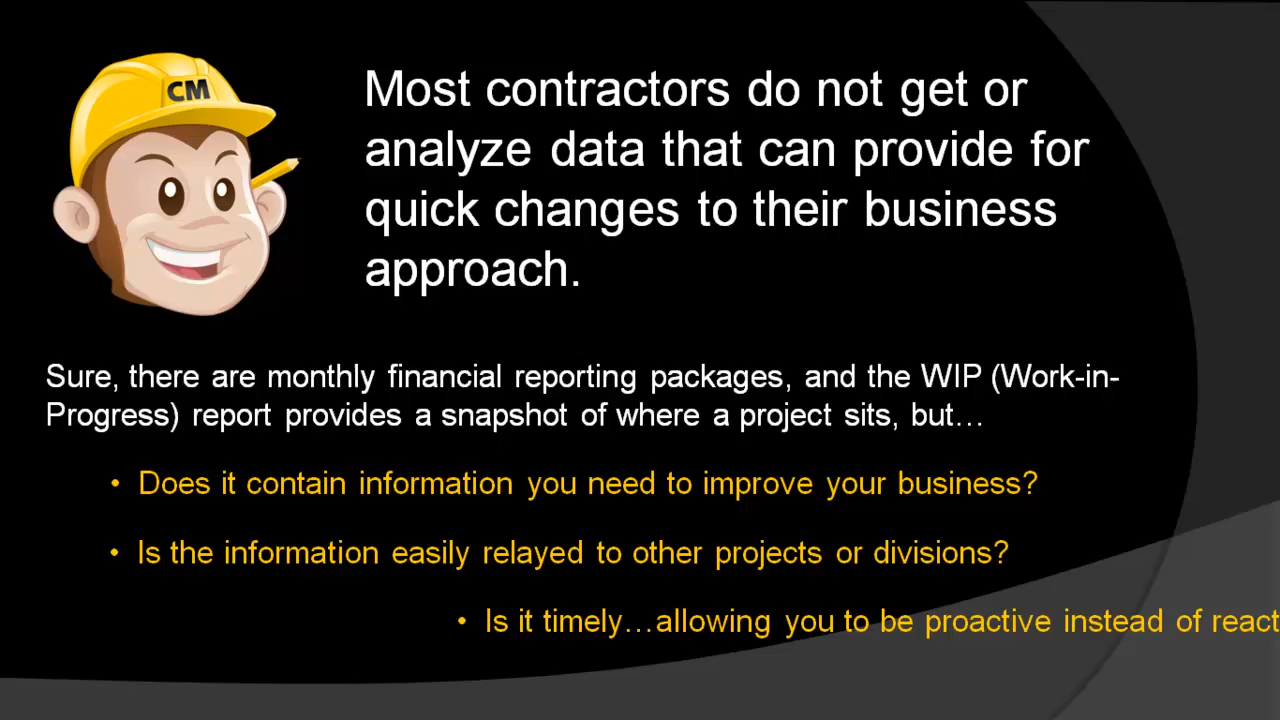 CM
Most contractors do not get or
analyze data that can provide for
quick changes to their business
approach.
Sure, there are monthly financial reporting packages, and the WIP (Work-in-
Progress) report provides a snapshot of where a project sits, but…
• Does it contain information you need to improve your business?
• Is the information easily relayed to other projects or divisions?
• Is it timely…allowing you to be proactive instead of react